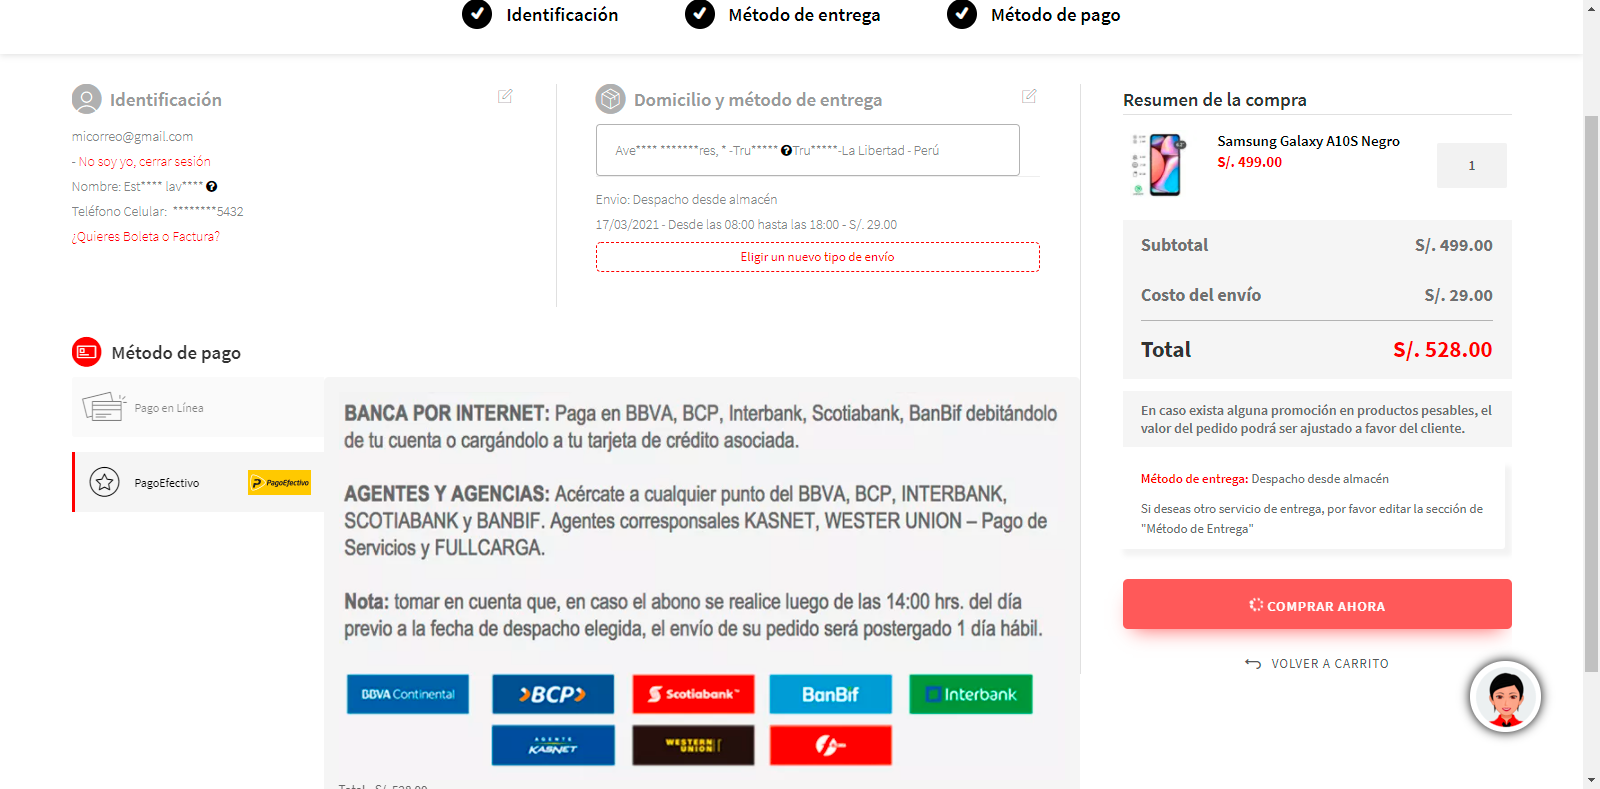 Identificación
Método de entrega
Método de pago
Identificación
micorreo@gmail.com
- No soy yo, cerrar sesión
Nombre: Est**** lav****
Teléfono Celular: ********5432
¿Quieres Boleta o Factura?
Domicilio y método de entrega
Ave**** *******res, * -Tru***** Tru*****-La Libertad - Perú
Envio: Despacho desde almacén
17/03/2021 - Desde las 08:00 hasta las 18:00 - S/. 29.00
Eligir un nuevo tipo de envío
Resumen de la compra
Samsung Galaxy A10S Negro
S/. 499.00
1
Subtotal S/. 499.00
Costo del envío S/. 29.00
Total S/. 528.00
En caso exista alguna promoción en productos pesables, el
valor del pedido podrá ser ajustado a favor del cliente.
Método de entrega: Despacho desde almacén
Si deseas otro servicio de entrega, por favor editar la sección de
"Método de Entrega"
COMPRAR AHORA
VOLVER A CARRITO
Método de pago
Pago en Línea
PagoEfectivo
PagoEfectivo
BANCA POR INTERNET: Paga en BBVA, BCP, Interbank, Scotiabank, BanBif debitándolo
de tu cuenta o cargándolo a tu tarjeta de crédito asociada.
AGENTES Y AGENCIAS: Acércate a cualquier punto del BBVA, BCP, INTERBANK,
SCOTIABANK y BANBIF. Agentes corresponsales KASNET, WESTER UNION – Pago de
Servicios y FULLCARGA.
Nota: tomar en cuenta que, en caso el abono se realice luego de las 14:00 hrs. del día
previo a la fecha de despacho elegida, el envío de su pedido será postergado 1 día hábil.
BBVA Continental
BCP
Scotiabank
BanBif
Interbank
AGENTE
KASNET
WESTERN
UNION
Total - S/. 528.00